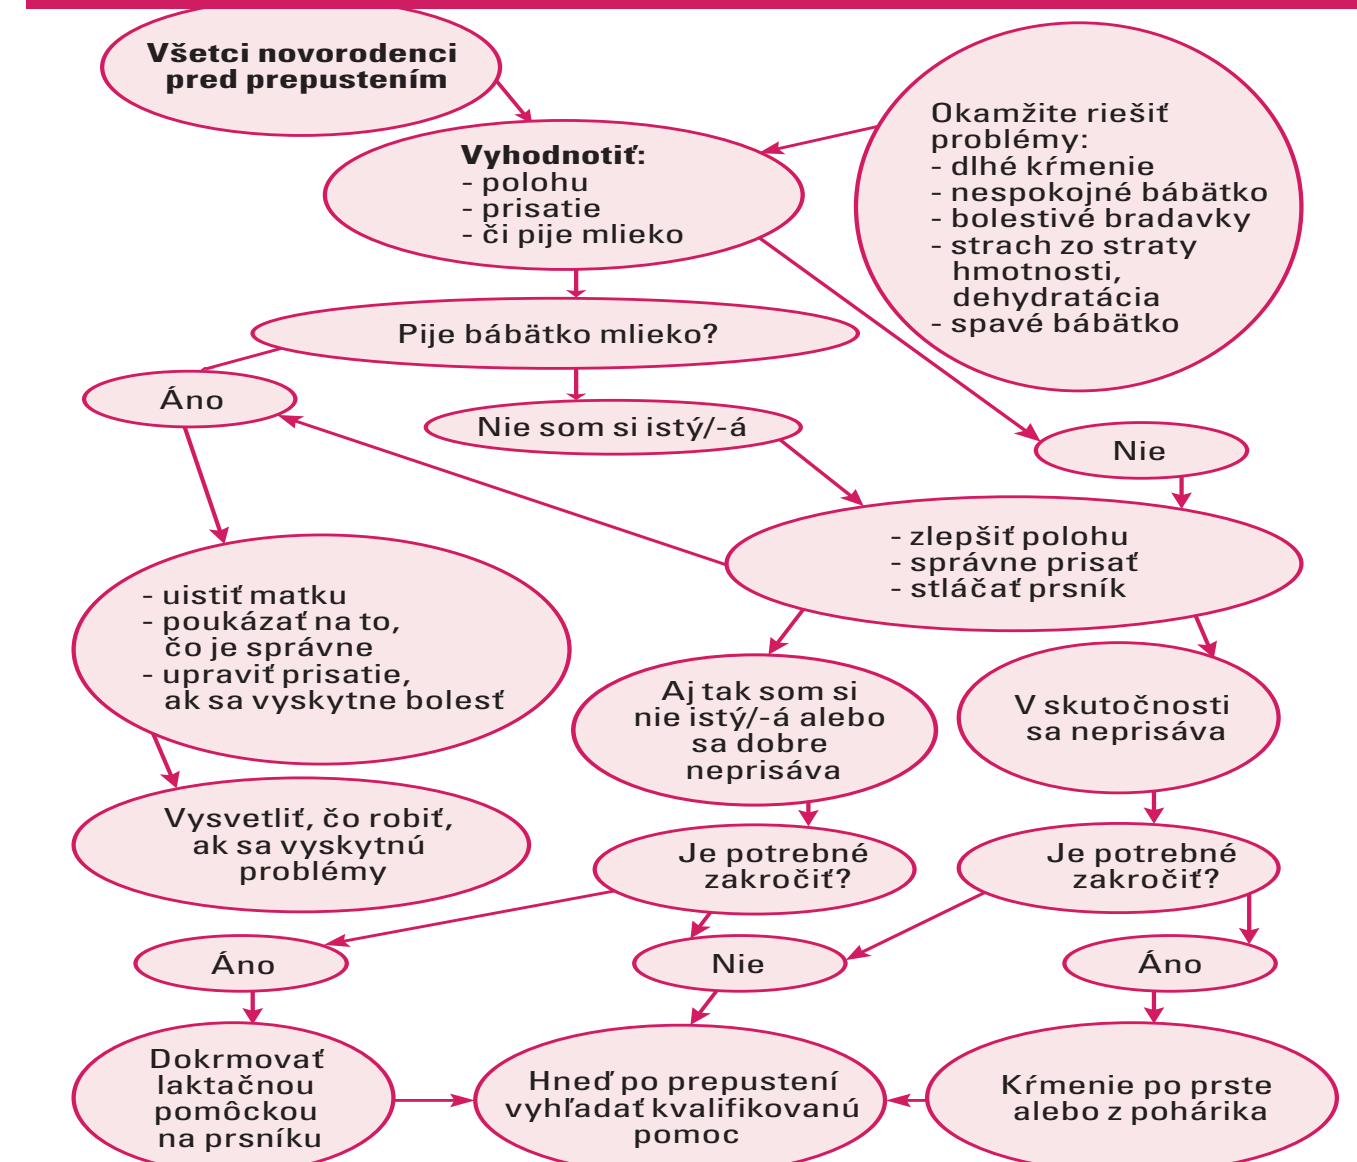 Všetci novorodenci
pred prepustením
Vyhodnotiť:
- polohu
- prisatie
- či pije mlieko
Okamžite riešiť
problémy:
- dlhé kŕmenie
- nespokojné bábätko
- bolestivé bradavky
- strach zo straty
hmotnosti,
dehydratácia
- spavé bábätko
Pije bábätko mlieko?
Áno
Nie som si istý/-á
Nie
- zlepšiť polohu
- správne prisať
- stláčať prsník
- uistiť matku
- poukázať na to,
čo je správne
- upraviť prisatie,
ak sa vyskytne bolesť
Aj tak som si
nie istý/-á alebo
sa dobre
neprisáva
V skutočnosti
sa neprisáva
Vysvetliť, čo robiť,
ak sa vyskytnú
problémy
Je potrebné
zakročiť?
Je potrebné
zakročiť?
Áno
Nie
Áno
Dokrmovať
laktačnou
pomôckou
na prsníku
Hneď po prepustení
vyhľadať kvalifikovanú
pomoc
Kŕmenie po prste
alebo z pohárika